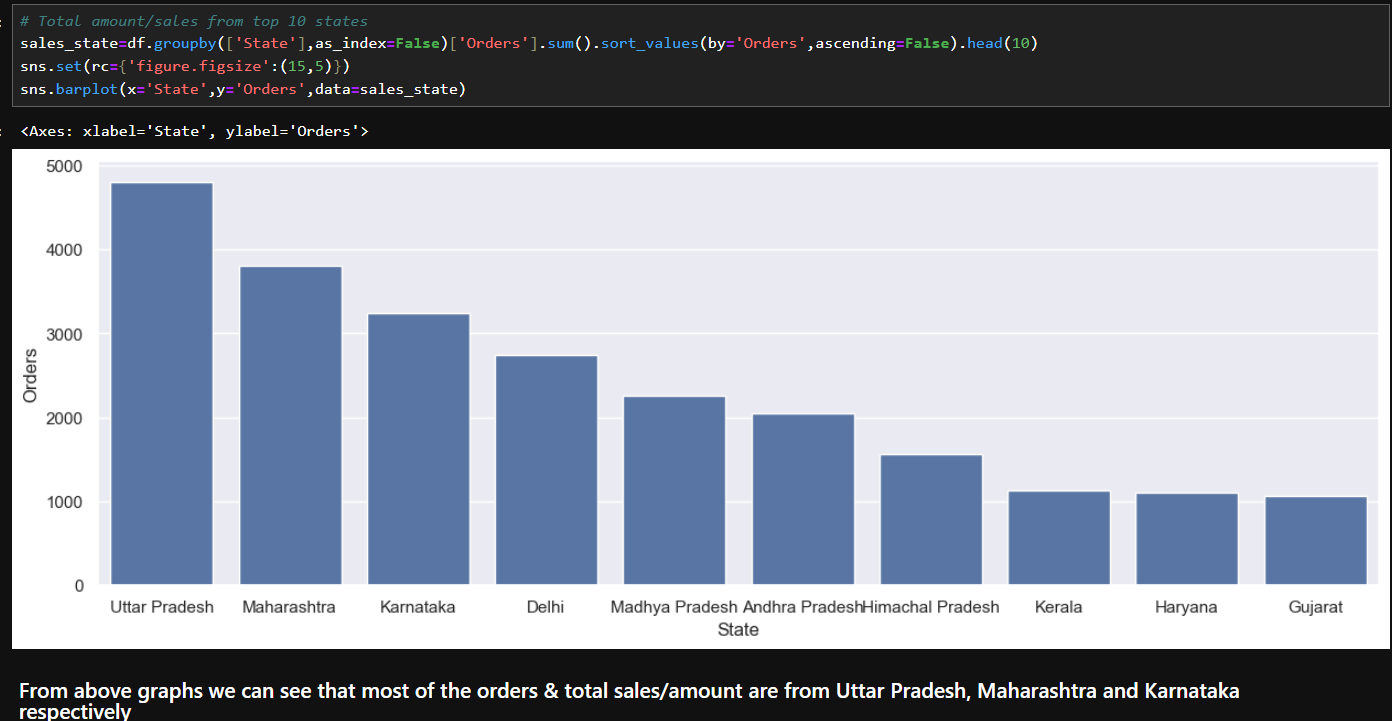 # Total amount/sales from top 10 states
sales_state=df.groupby(['State'],as_index=False)['Orders'].sum().sort_values(by='Orders',ascending=False).head(10)
sns.set(rc={'figure.figsize':(15,5)})
sns.barplot(x='State',y='Orders',data=sales_state)
<Axes: xlabel='State', ylabel='Orders'>
5000
4000
3000
2000
1000
0
Orders
Uttar Pradesh Maharashtra Karnataka Delhi Madhya Pradesh Andhra Pradesh Himachal Pradesh Kerala Haryana Gujarat
State
From above graphs we can see that most of the orders & total sales/amount are from Uttar Pradesh, Maharashtra and Karnataka
respectively